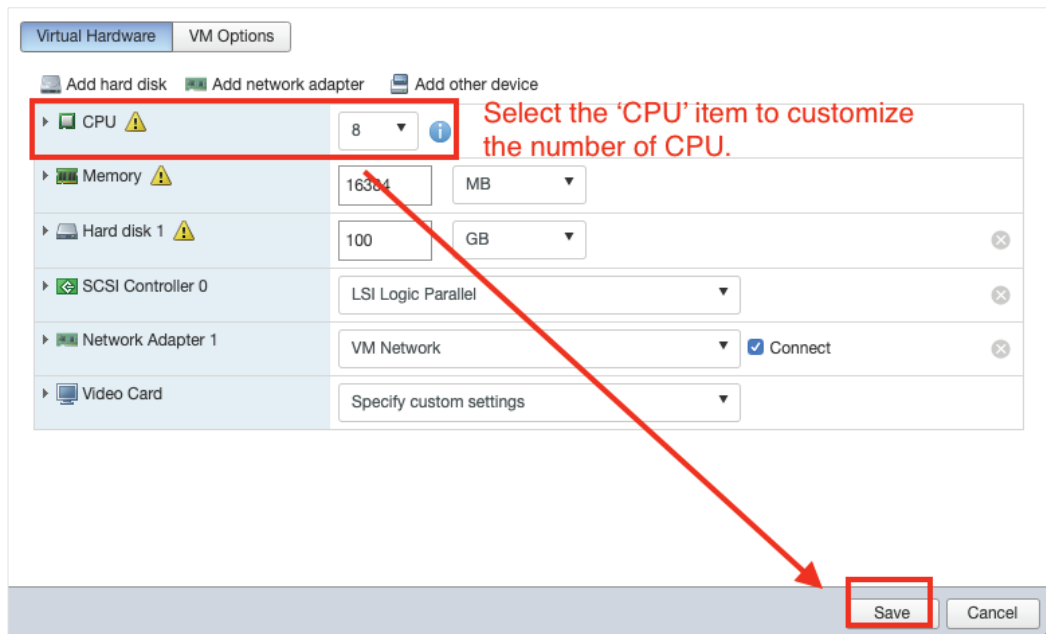 Virtual Hardware VM Options
Add hard disk Add network adapter Add other device
CPU 8
Select the ‘CPU’ item to customize
the number of CPU.
Memory 16384 MB
Hard disk 1 100 GB
SCSI Controller 0 LSI Logic Parallel
Network Adapter 1 VM Network Connect
Video Card Specify custom settings
Save Cancel